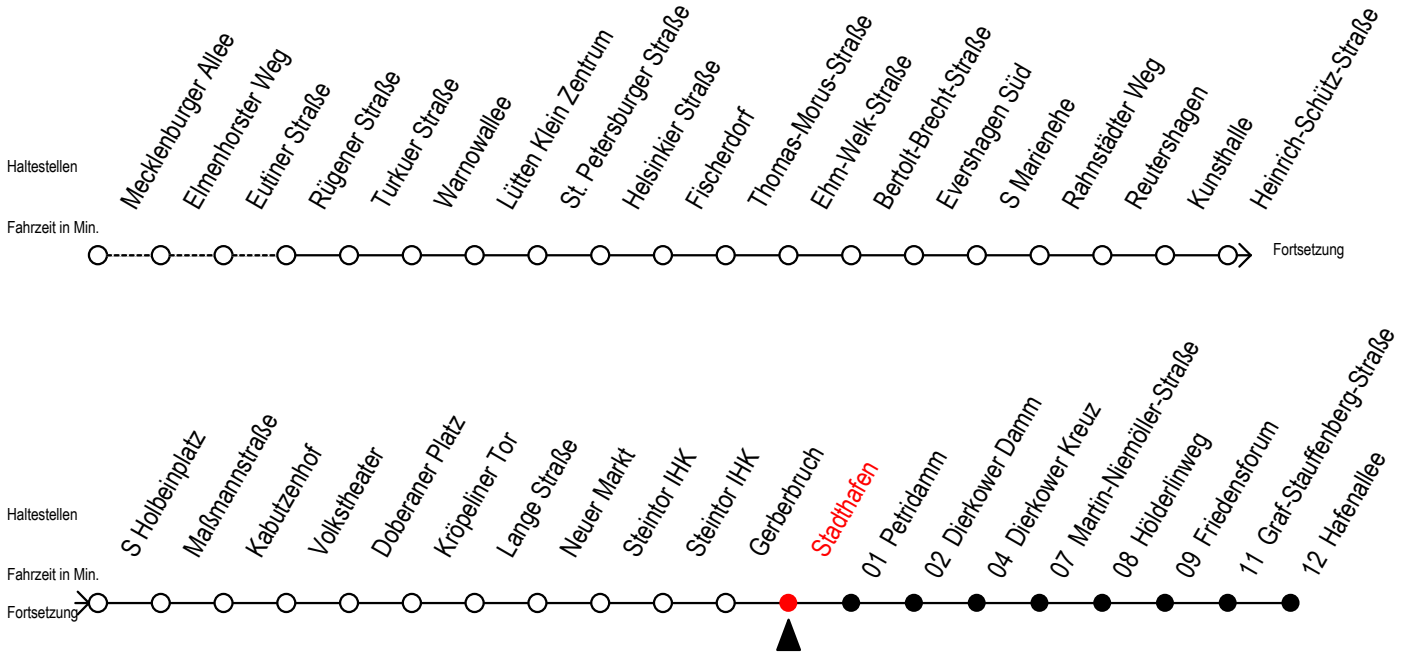 Haltestellen
Mecklenburger Allee
Elmenhorster Weg
Eutiner Straße
Rügener Straße
Turkuer Straße
Warnowallee
Lütten Klein Zentrum
St. Petersburger Straße
Helsinkier Straße
Fischerdorf
Thomas-Morus-Straße
Ehm-Welk-Straße
Bertolt-Brecht-Straße
Evershagen Süd
S Marienehe
Rahnstädter Weg
Reutershagen
Kunsthalle
Heinrich-Schütz-Straße
Fahrzeit in Min.
Fortsetzung
Haltestellen
S Holbeinplatz
Maßmannstraße
Kabutzenhof
Volkstheater
Doberaner Platz
Kröpeliner Tor
Lange Straße
Neuer Markt
Steintor IHK
Steintor IHK
Gerberbruch
Stadthafen
01 Petridamm
02 Dierkower Damm
04 Dierkower Kreuz
07 Martin-Niemöller-Straße
08 Hölderlinweg
09 Friedensforum
11 Graf-Stauffenberg-Straße
12 Hafenallee
Fahrzeit in Min.
Fortsetzung